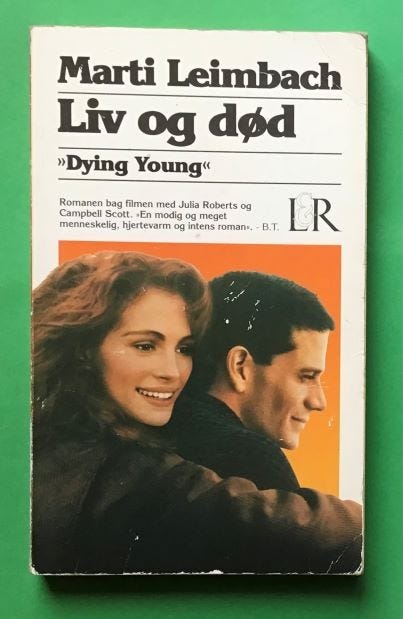 Marti Leimbach
Liv og død
»Dying Young«
Romanen bag filmen med Julia Roberts og
Campbell Scott. »En modig og meget
menneskelig, hjertevarm og intens roman«. - B.T.
L&R